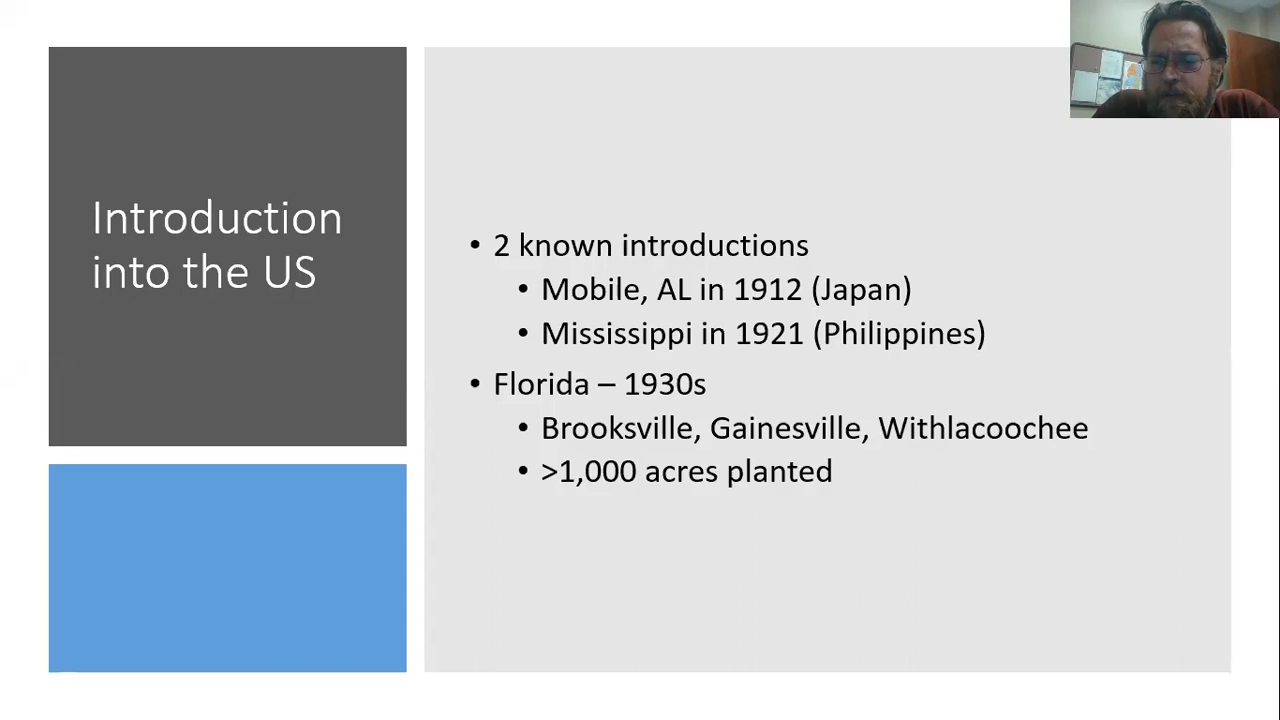 Introduction
into the US
• 2 known introductions
• Mobile, AL in 1912 (Japan)
• Mississippi in 1921 (Philippines)
• Florida – 1930s
• Brooksville, Gainesville, Withlacoochee
• >1,000 acres planted